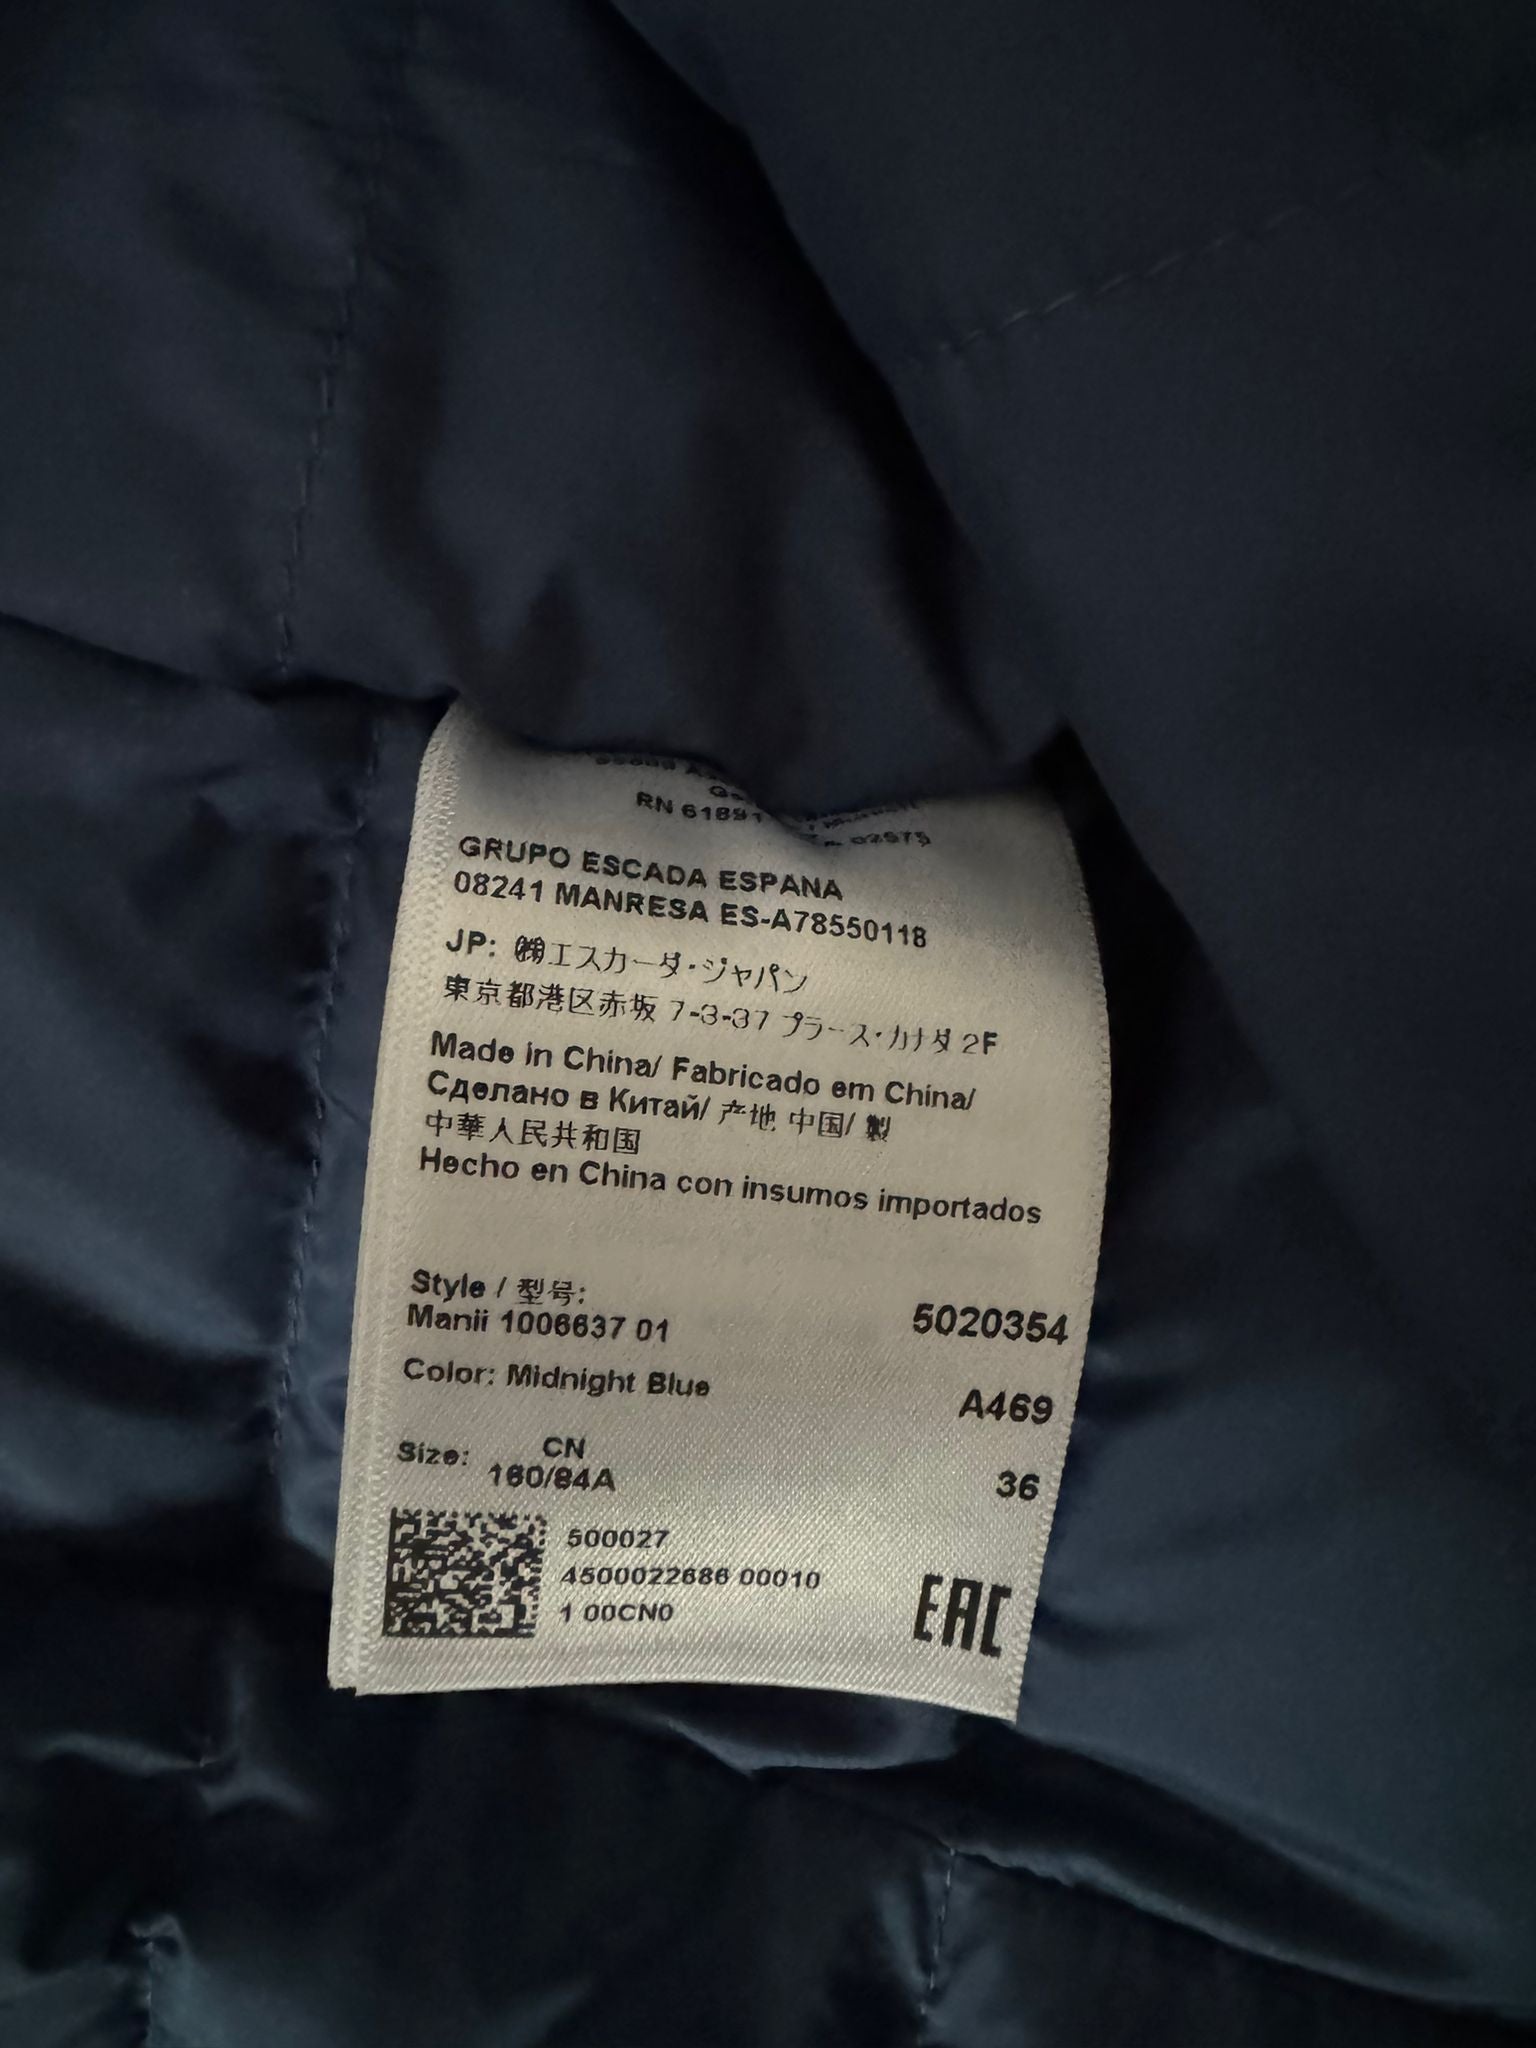 RN 61891
02975
GRUPO ESCADA ESPANA
08241 MANRESA ES-A78550118
JP: ㈱エスカーダ・ジャパン
東京都港区赤坂 7-3-37 プラース・カナダ 2F
Made in China/ Fabricado em China/
Сделано в Китай/ 产地 中国/ 製
中華人民共和国
Hecho en China con insumos importados
Style / 型号:
Manii 1006637 01 5020354
Color: Midnight Blue A469
Size: CN
160/84A 36
500027
4500022686 00010
1 00CN0
EAC